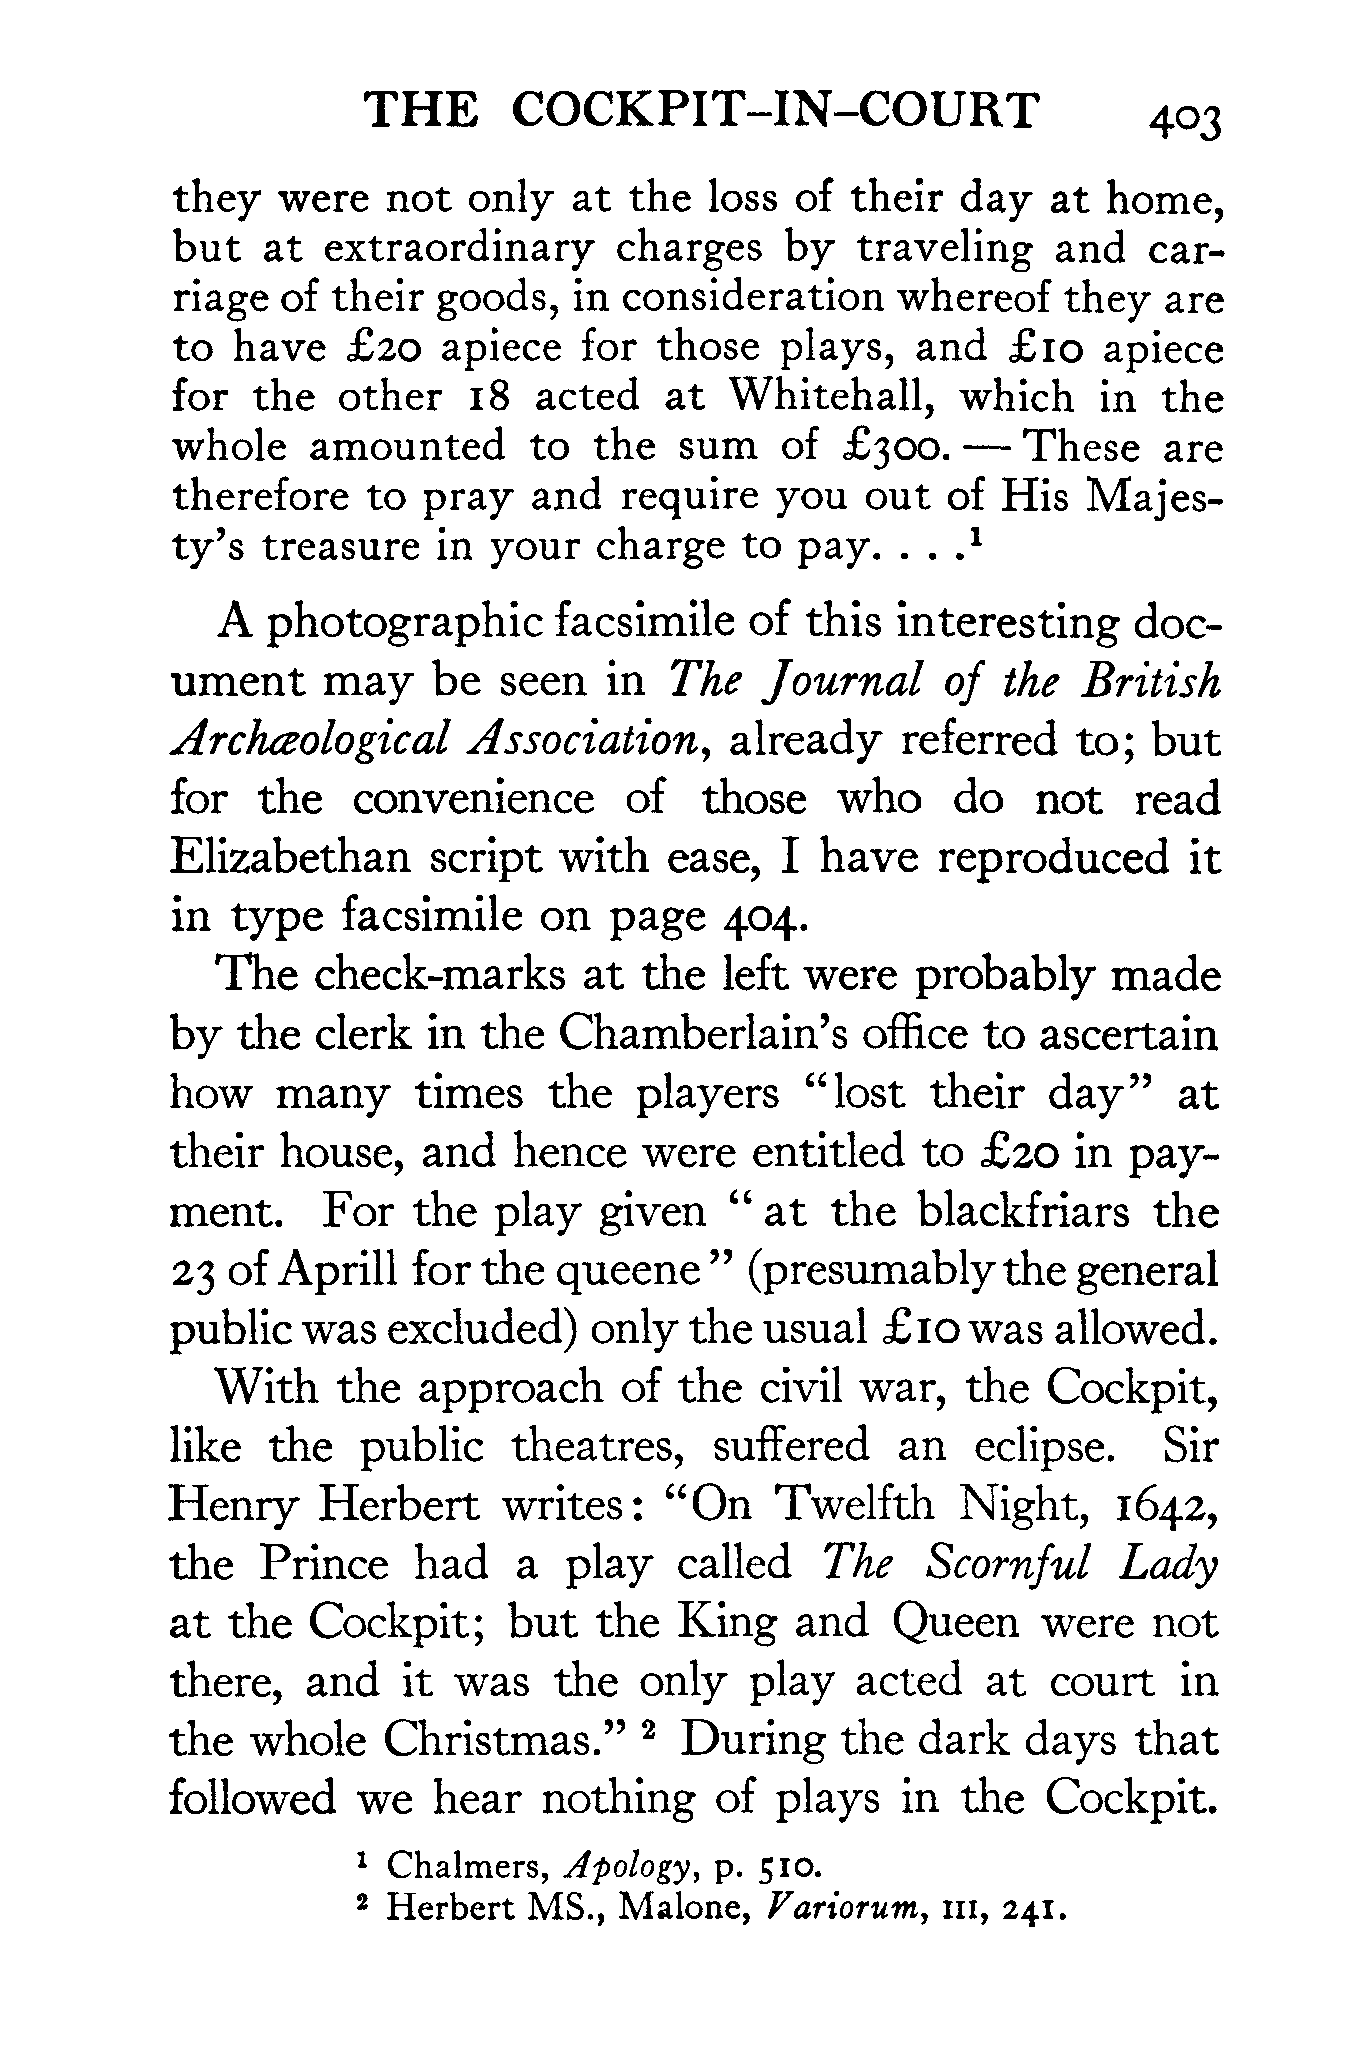 THE COCKPIT-IN-COURT 403
they were not only at the loss of their day at home,
but at extraordinary charges by traveling and car-
riage of their goods, in consideration whereof they are
to have £20 apiece for those plays, and £10 apiece
for the other 18 acted at Whitehall, which in the
whole amounted to the sum of £300. — These are
therefore to pray and require you out of His Majes-
ty's treasure in your charge to pay. . . .¹
A photographic facsimile of this interesting doc-
ument may be seen in The Journal of the British
Archæological Association, already referred to; but
for the convenience of those who do not read
Elizabethan script with ease, I have reproduced it
in type facsimile on page 404.
The check-marks at the left were probably made
by the clerk in the Chamberlain's office to ascertain
how many times the players "lost their day" at
their house, and hence were entitled to £20 in pay-
ment. For the play given "at the blackfriars the
23 of Aprill for the queene" (presumably the general
public was excluded) only the usual £10 was allowed.
With the approach of the civil war, the Cockpit,
like the public theatres, suffered an eclipse. Sir
Henry Herbert writes: "On Twelfth Night, 1642,
the Prince had a play called The Scornful Lady
at the Cockpit; but the King and Queen were not
there, and it was the only play acted at court in
the whole Christmas." ² During the dark days that
followed we hear nothing of plays in the Cockpit.
¹ Chalmers, Apology, p. 510.
² Herbert MS., Malone, Variorum, III, 241.